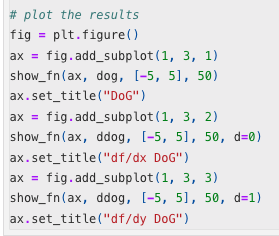 # plot the results
fig = plt.figure()
ax = fig.add_subplot(1, 3, 1)
show_fn(ax, dog, [-5, 5], 50)
ax.set_title("DoG")
ax = fig.add_subplot(1, 3, 2)
show_fn(ax, ddog, [-5, 5], 50, d=0)
ax.set_title("df/dx DoG")
ax = fig.add_subplot(1, 3, 3)
show_fn(ax, ddog, [-5, 5], 50, d=1)
ax.set_title("df/dy DoG")